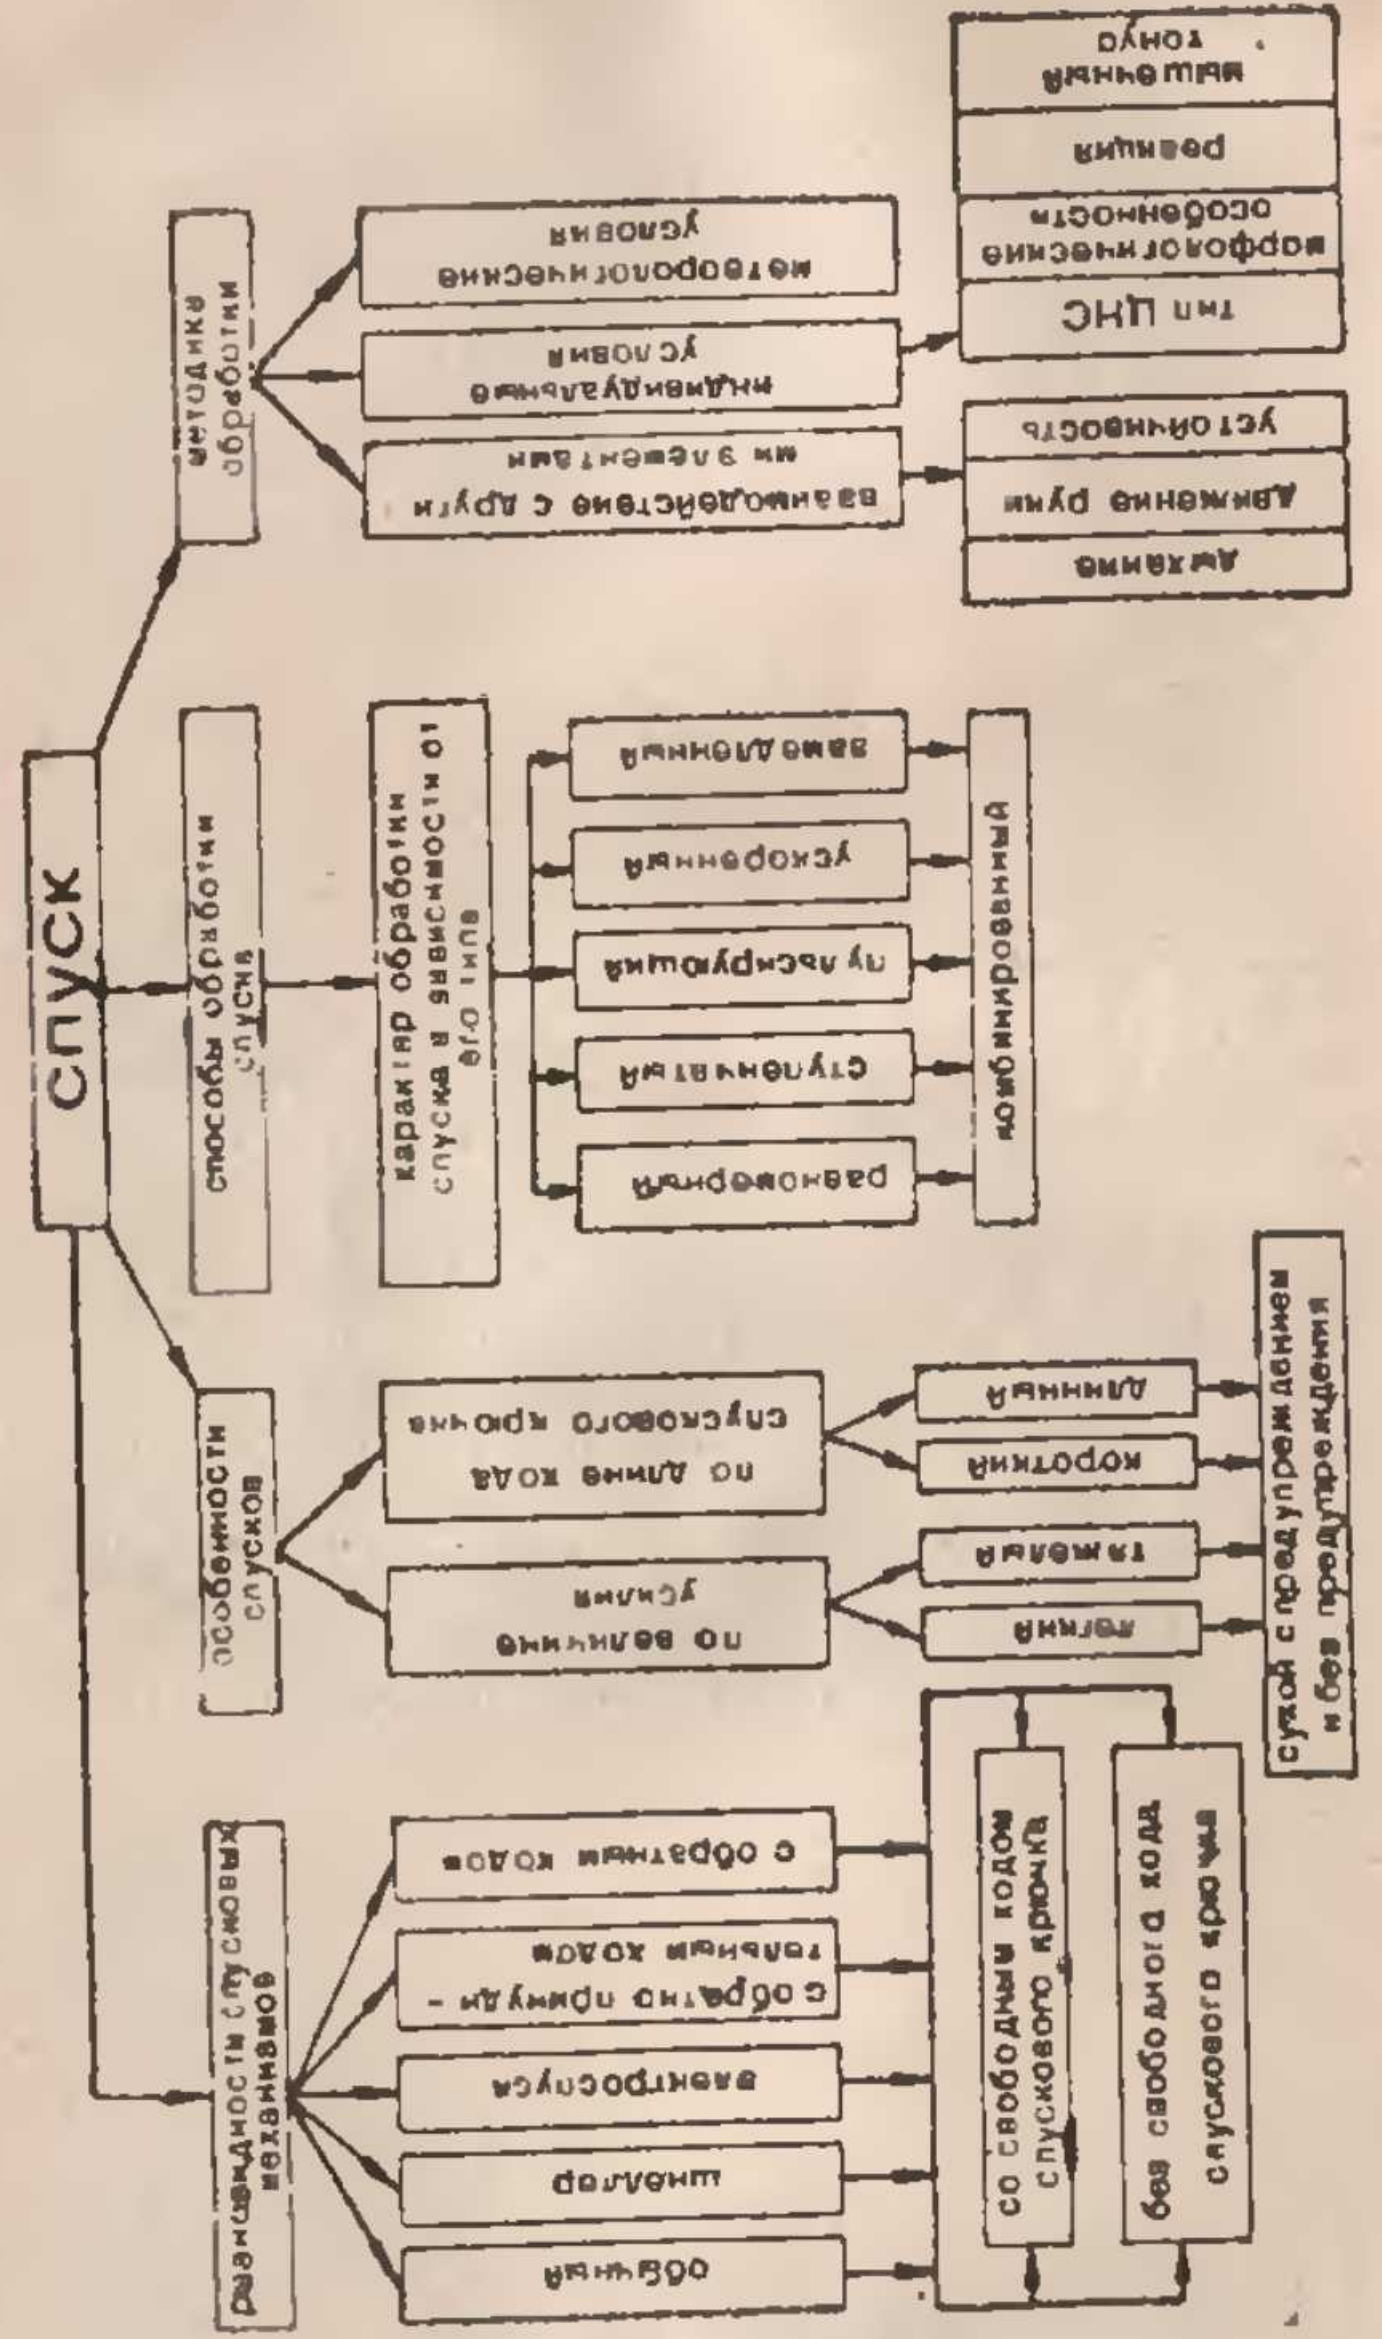 СПУСК
разновидности спусковых
механизмов
особенности
спусков
способы обработки
спуска
методика
обработки
обычный
шнеллер
электроспуск
с обратно принуди -
тельным ходом
с обратным ходом
со свободным ходом
спускового крючка
без свободного хода
спускового крючка
по величине
усилия
по длине хода
спускового крючка
легкий
тяжелый
короткий
длинный
сухой с предупреждением
и без предупреждения
характер обработки
спуска в зависимости от
его типа
равномерный
ступенчатый
пульсирующий
ускоренный
замедленный
комбинированный
взаимодействие с други -
ми элементами
индивидуальные
условия
метеорологические
условия
дыхание
движение руки
устойчивость
тип ЦНС
морфологические
особенности
реакция
мышечный
тонус